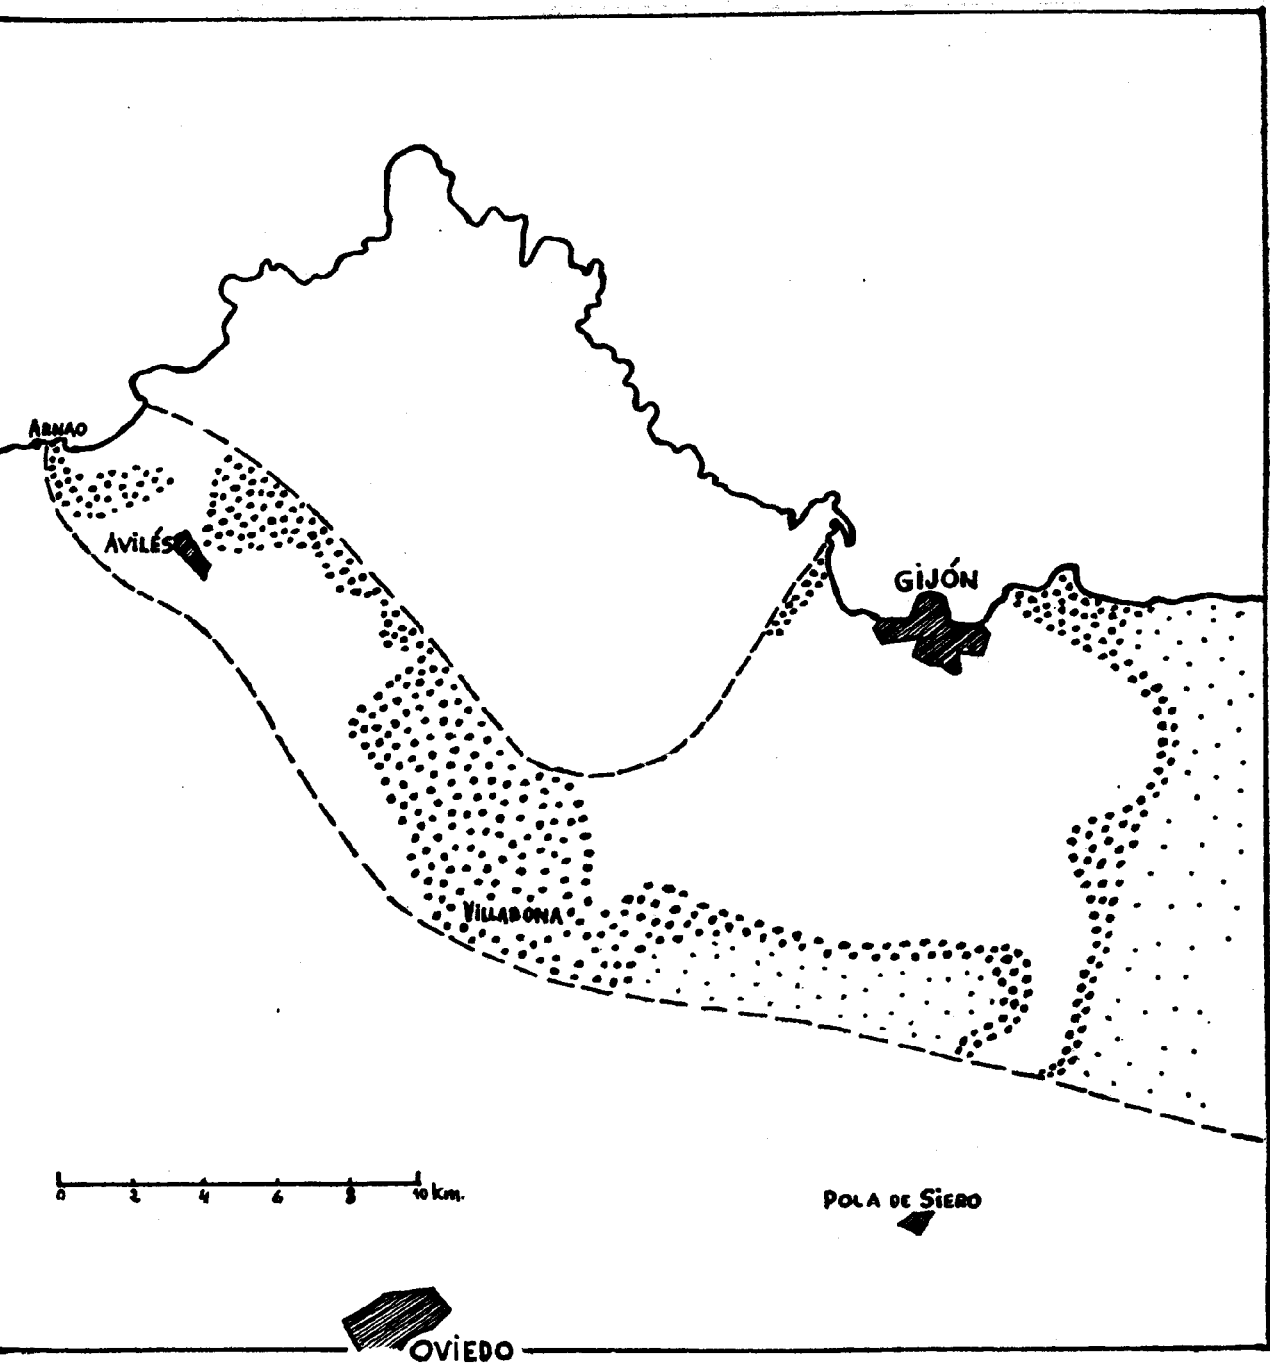 ARNAO
AVILÉS
GIJÓN
VILLABONA
0 2 4 6 8 10 km.
POLA DE SIERO
OVIEDO